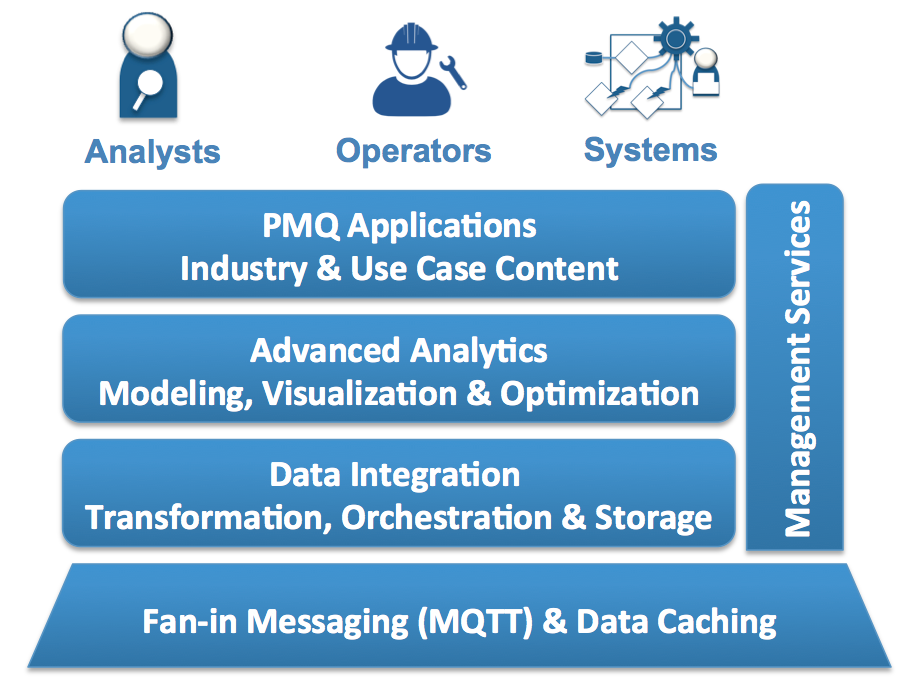 Analysts
Operators
Systems
PMQ Applications
Industry & Use Case Content
Advanced Analytics
Modeling, Visualization & Optimization
Data Integration
Transformation, Orchestration & Storage
Management Services
Fan-in Messaging (MQTT) & Data Caching